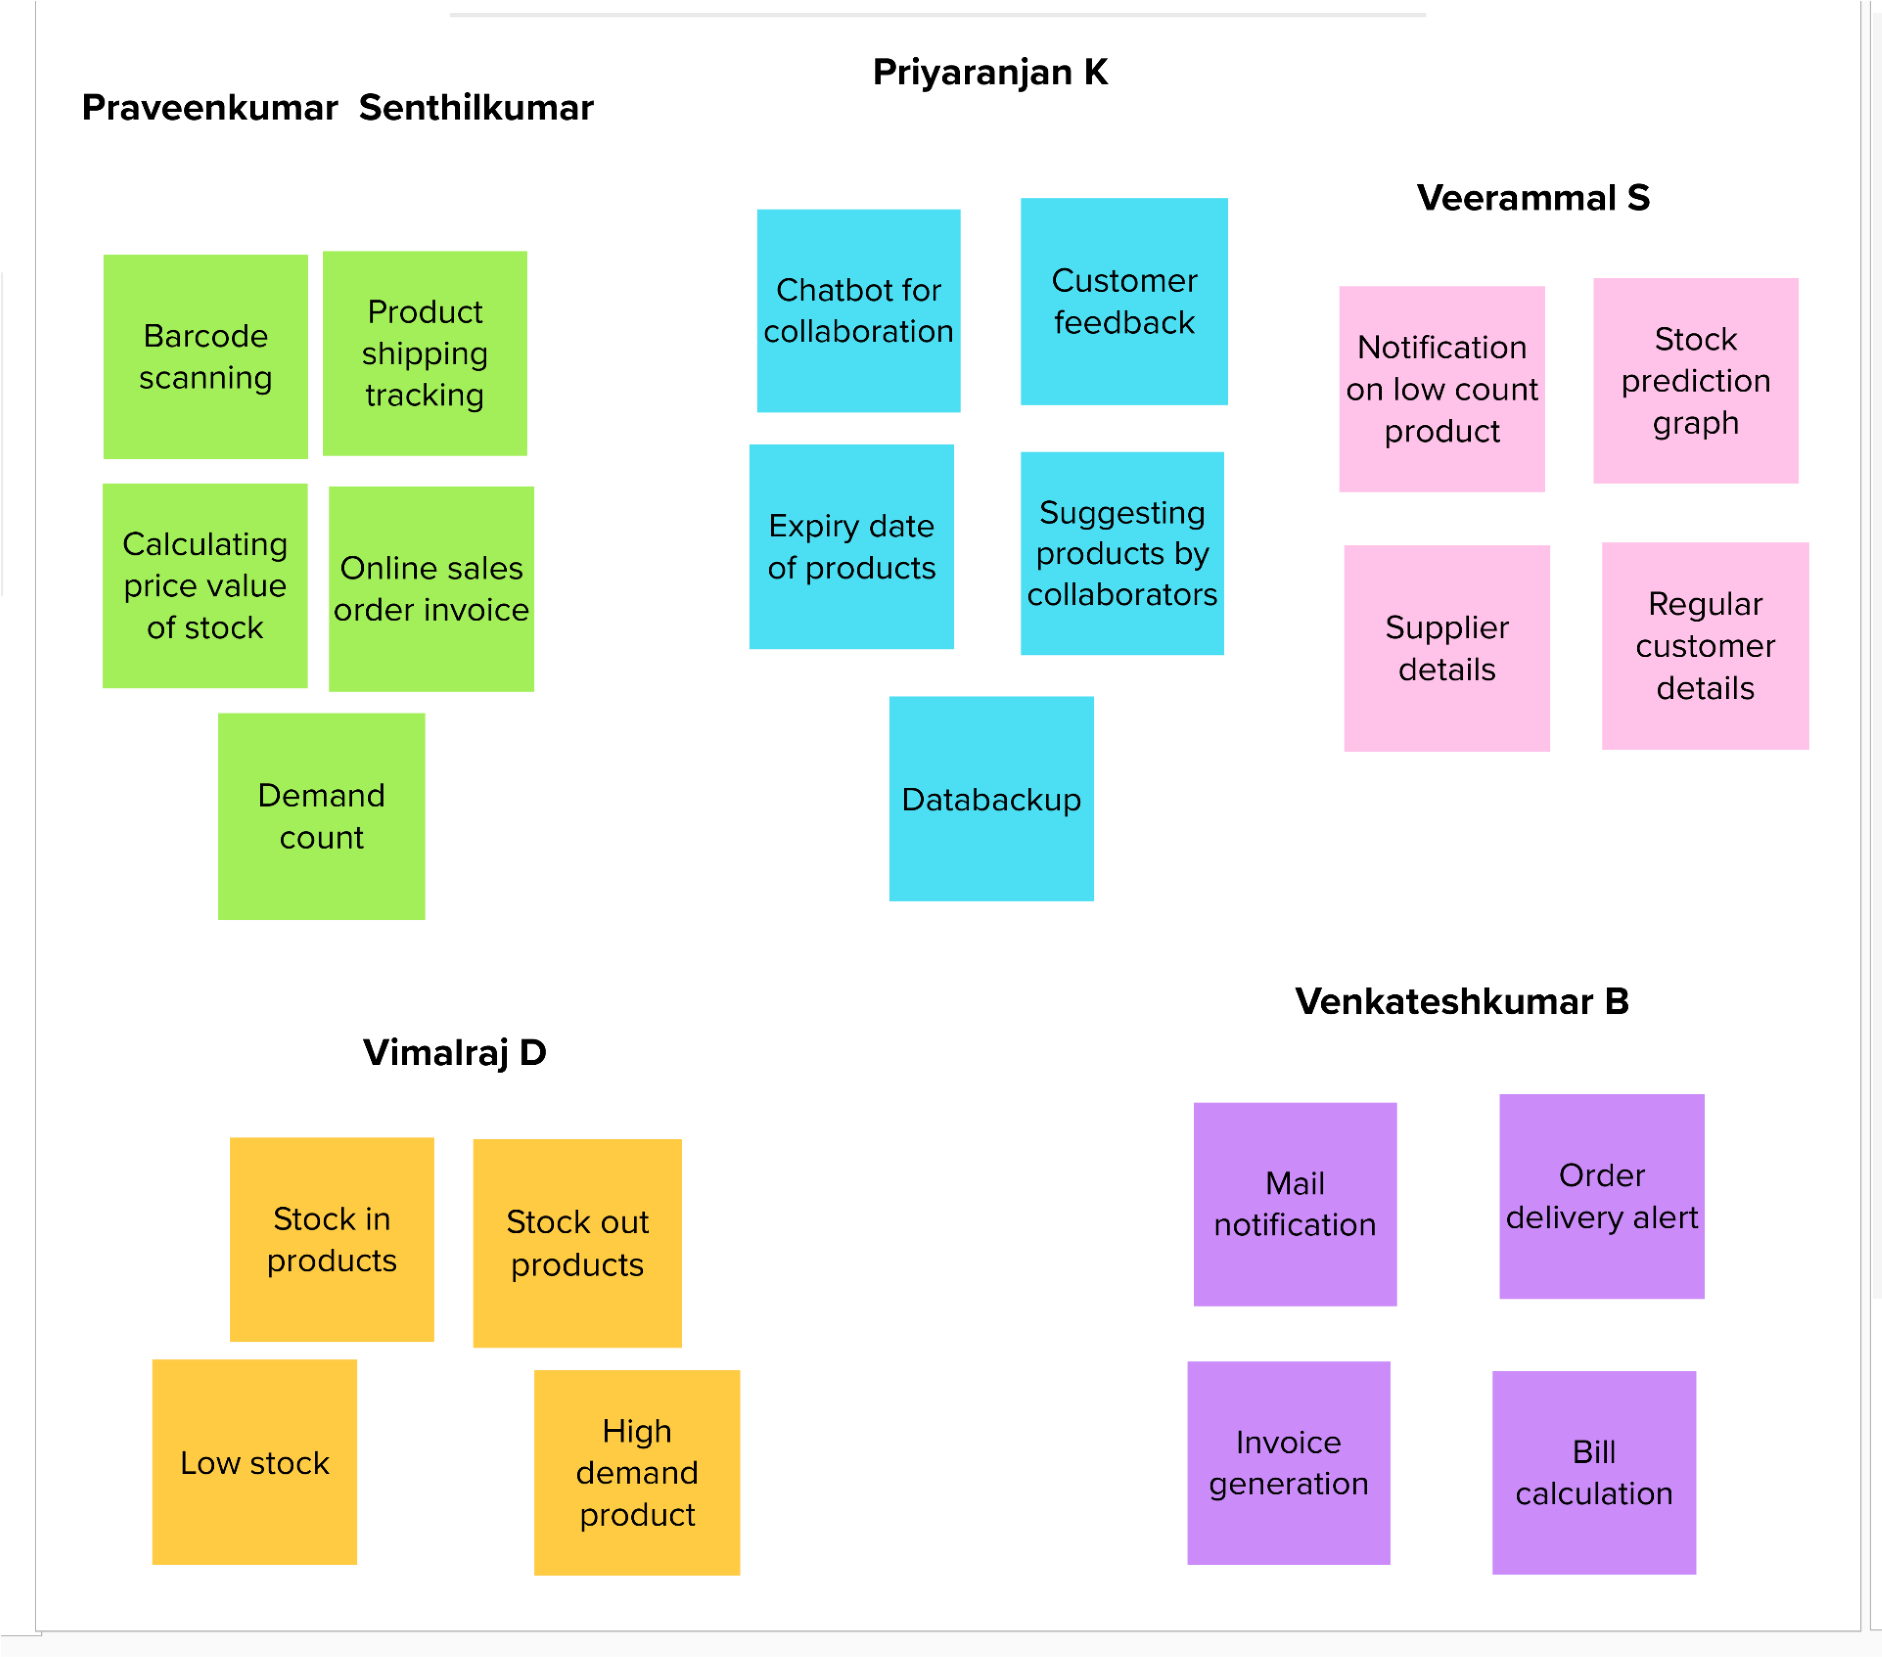 Praveenkumar Senthilkumar
Barcode
scanning
Product
shipping
tracking
Calculating
price value
of stock
Online sales
order invoice
Demand
count
Priyaranjan K
Chatbot for
collaboration
Customer
feedback
Expiry date
of products
Suggesting
products by
collaborators
Databackup
Veerammal S
Notification
on low count
product
Stock
prediction
graph
Supplier
details
Regular
customer
details
Vimalraj D
Stock in
products
Stock out
products
Low stock
High
demand
product
Venkateshkumar B
Mail
notification
Order
delivery alert
Invoice
generation
Bill
calculation